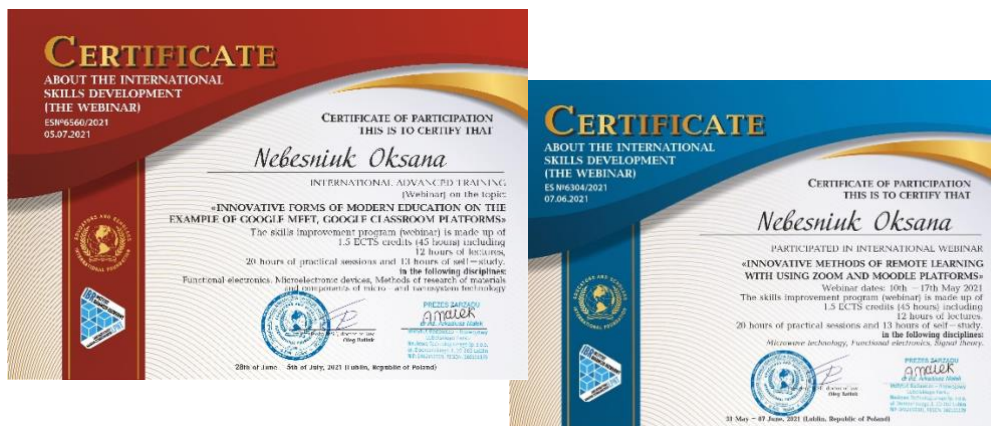 CERTIFICATE
ABOUT THE INTERNATIONAL
SKILLS DEVELOPMENT
(THE WEBINAR)
ES№6560/2021
05.07.2021
CERTIFICATE OF PARTICIPATION
THIS IS TO CERTIFY THAT
Nebesniuk Oksana
INTERNATIONAL ADVANCED TRAINING
(Webinar) on the topic:
«INNOVATIVE FORMS OF MODERN EDUCATION ON THE
EXAMPLE OF GOOGLE MEET, GOOGLE CLASSROOM PLATFORMS»
The skills improvement program (webinar) is made up of
1.5 ECTS credits (45 hours) including
12 hours of lectures,
20 hours of practical sessions and 13 hours of self-study.
in the following disciplines:
Functional electronics, Microelectronic devices, Methods of research of materials
and components of micro- and nanosystem technology
PREZES ZARZĄDU
28th of June - 5th of July, 2021 (Lublin, Republic of Poland)
CERTIFICATE
ABOUT THE INTERNATIONAL
SKILLS DEVELOPMENT
(THE WEBINAR)
ES №6304/2021
07.06.2021
CERTIFICATE OF PARTICIPATION
THIS IS TO CERTIFY THAT
Nebesniuk Oksana
PARTICIPATED IN INTERNATIONAL WEBINAR
«INNOVATIVE METHODS OF REMOTE LEARNING
WITH USING ZOOM AND MOODLE PLATFORMS»
Webinar dates: 10th - 17th May 2021
The skills improvement program (webinar) is made up of
1.5 ECTS credits (45 hours) including
12 hours of lectures,
20 hours of practical sessions and 13 hours of self-study.
in the following disciplines:
Microwave technology, Functional electronics, Signal theory.
PREZES ZARZĄDU
31 May - 07 June, 2021 (Lublin, Republic of Poland)